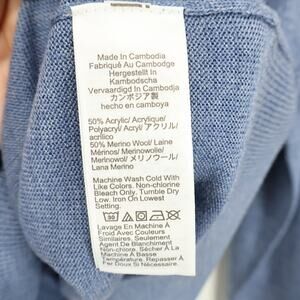 Made In Cambodia
Fabriqué Au Cambodge
Hergestellt In
Kambodscha
Vervaardigd In Cambodja
カンボジア製
hecho en camboya
50% Acrylic/ Acrylique/
Polyacryl/ Acryl/ アクリル/
acrílico
50% Merino Wool/ Laine
Mérinos/ Merinowolle/
Merinowol/ メリノウール/
Lana Merino
Machine Wash Cold With
Like Colors. Non-chlorine
Bleach Only. Tumble Dry
Low. Iron On Lowest
Setting.
30
Lavage En Machine À
Froid Avec Couleurs
Similaires. Seulement
Agent De Blanchiment
Non-chloré. Sécher À La
Machine À Basse
Température. Repasser À
Fer Doux Si Nécessaire.